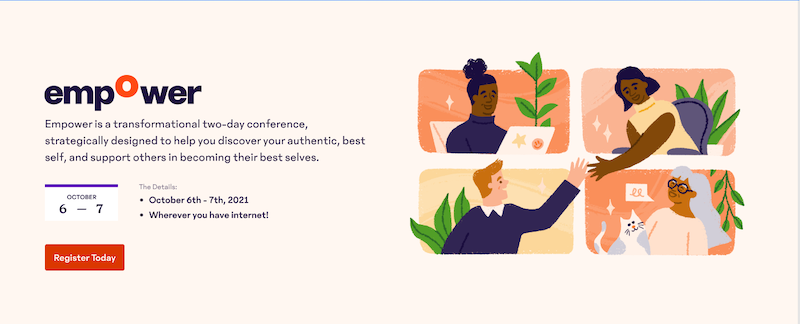 empower
Empower is a transformational two-day conference,
strategically designed to help you discover your authentic, best
self, and support others in becoming their best selves.
OCTOBER
6 — 7
The Details:
• October 6th - 7th, 2021
• Wherever you have internet!
Register Today